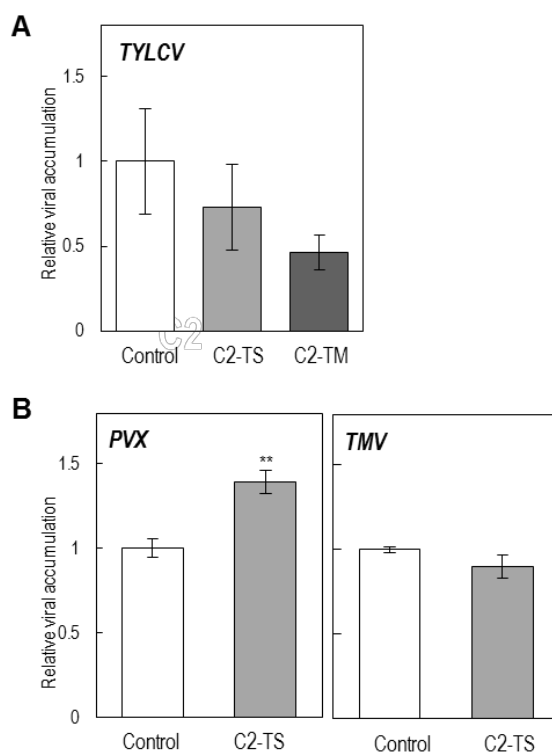 A
TYLCV
Relative viral accumulation
1.5
1
0.5
0
C2
Control C2-TS C2-TM
B
PVX
TMV
Relative viral accumulation
1.5
1
0.5
0
**
Control C2-TS Control C2-TS